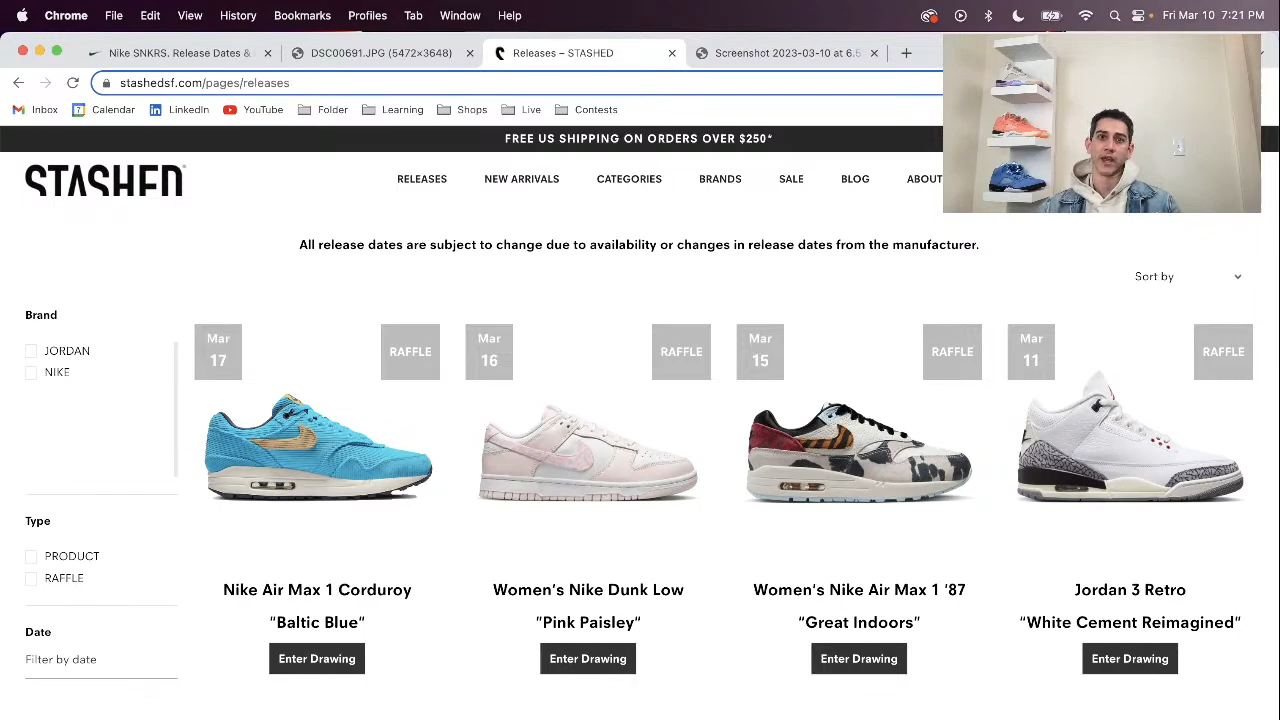 Chrome File Edit View History Bookmarks Profiles Tab Window Help Fri Mar 10 7:21 PM
Nike SNKRS. Release Dates & DSC00691.JPG (5472×3648) Releases – STASHED Screenshot 2023-03-10 at 6.5
stashedsf.com/pages/releases
Inbox Calendar LinkedIn YouTube Folder Learning Shops Live Contests
FREE US SHIPPING ON ORDERS OVER $250*
STASHED
RELEASES NEW ARRIVALS CATEGORIES BRANDS SALE BLOG ABOUT
All release dates are subject to change due to availability or changes in release dates from the manufacturer.
Sort by
Brand
JORDAN
NIKE
Type
PRODUCT
RAFFLE
Date
Filter by date
Mar
17
RAFFLE
Nike Air Max 1 Corduroy
"Baltic Blue"
Enter Drawing
Mar
16
RAFFLE
Women's Nike Dunk Low
"Pink Paisley"
Enter Drawing
Mar
15
RAFFLE
Women's Nike Air Max 1 '87
"Great Indoors"
Enter Drawing
Mar
11
RAFFLE
Jordan 3 Retro
"White Cement Reimagined"
Enter Drawing